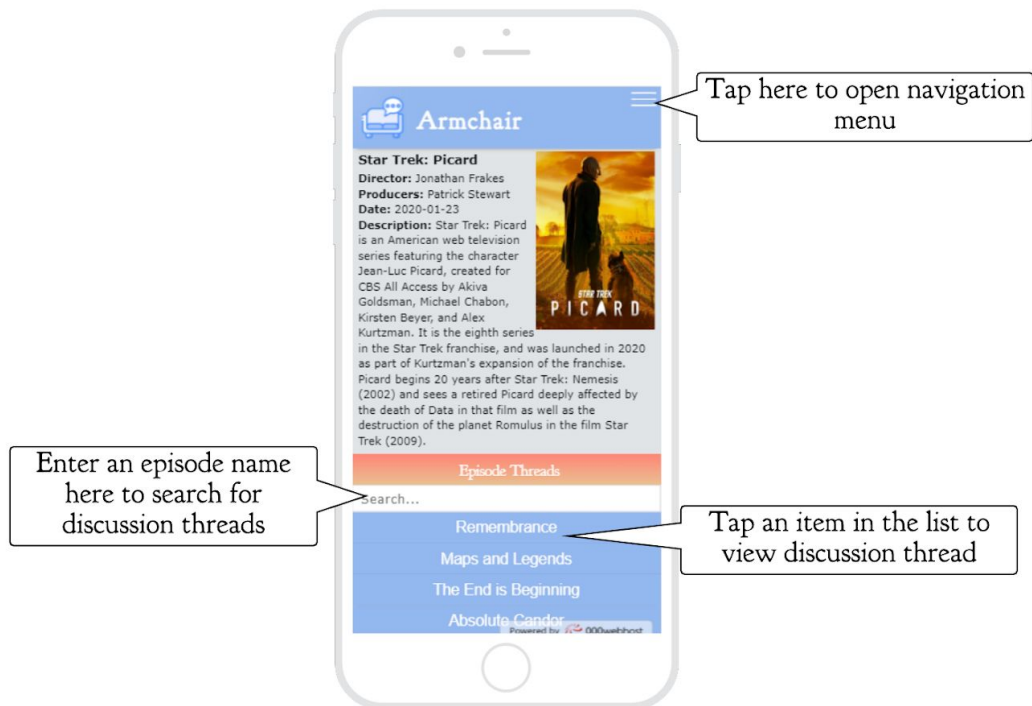 Tap here to open navigation
menu
Armchair
Star Trek: Picard
Director: Jonathan Frakes
Producers: Patrick Stewart
Date: 2020-01-23
Description: Star Trek: Picard
is an American web television
series featuring the character
Jean-Luc Picard, created for
CBS All Access by Akiva
Goldsman, Michael Chabon,
Kirsten Beyer, and Alex
Kurtzman. It is the eighth series
in the Star Trek franchise, and was launched in 2020
as part of Kurtzman's expansion of the franchise.
Picard begins 20 years after Star Trek: Nemesis
(2002) and sees a retired Picard deeply affected by
the death of Data in that film as well as the
destruction of the planet Romulus in the film Star
Trek (2009).
STAR TREK
PICARD
Enter an episode name
here to search for
discussion threads
Episode Threads
Search...
Remembrance
Maps and Legends
The End is Beginning
Absolute Candor
Powered by 000webhost
Tap an item in the list to
view discussion thread